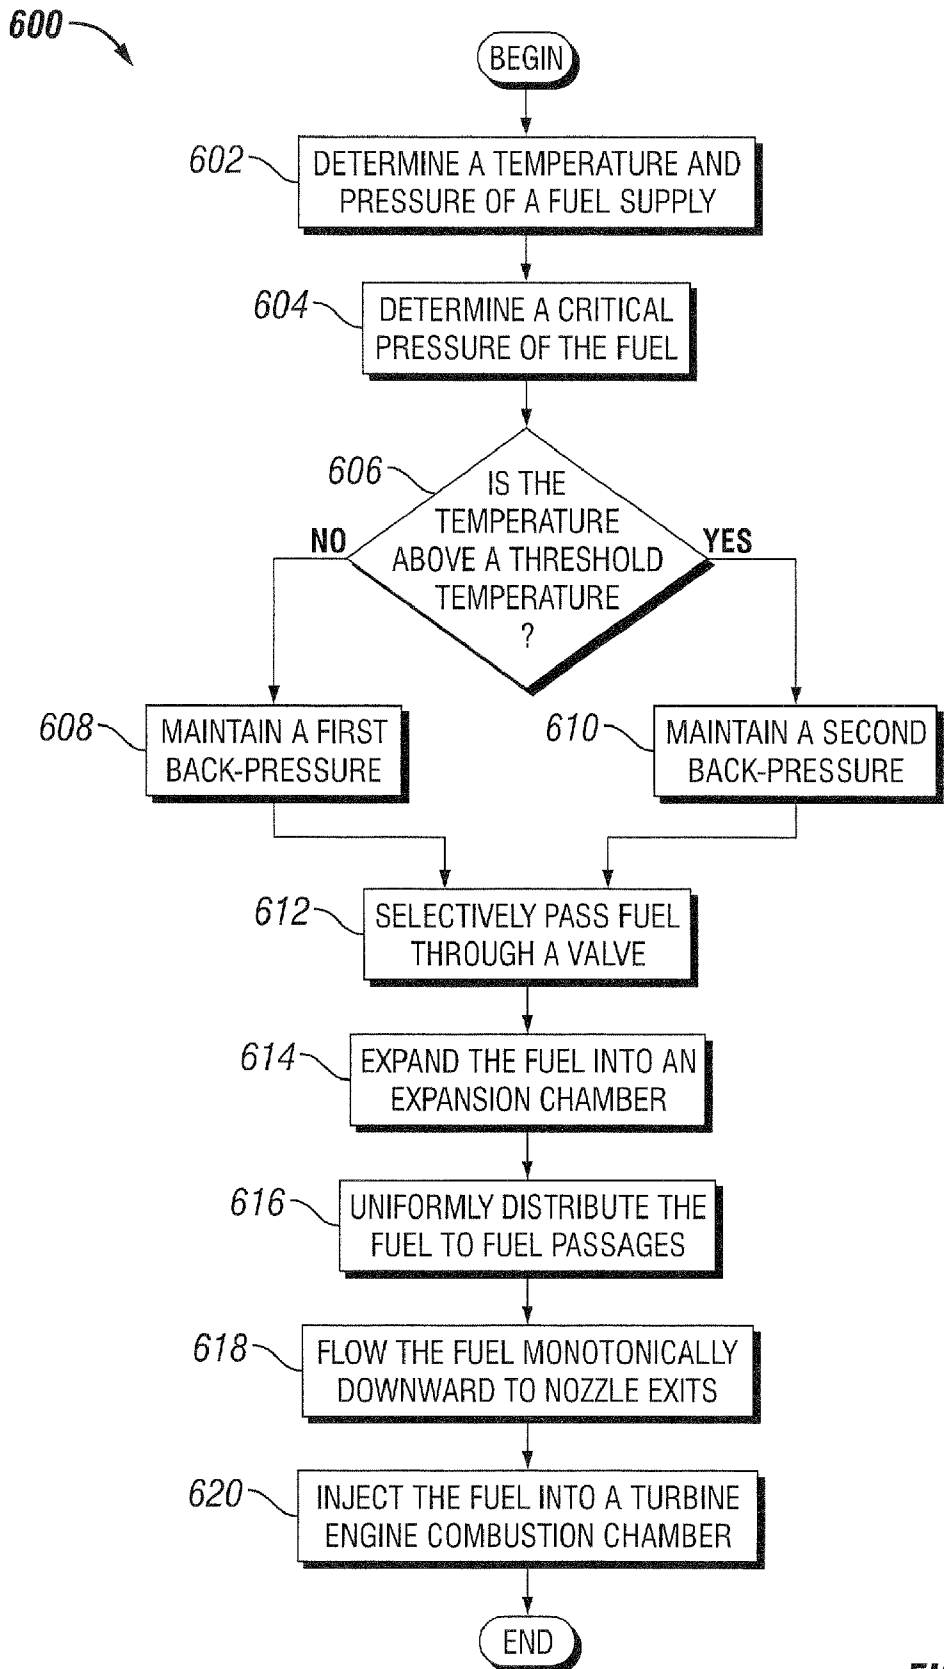 600
BEGIN
602
DETERMINE A TEMPERATURE AND
PRESSURE OF A FUEL SUPPLY
604
DETERMINE A CRITICAL
PRESSURE OF THE FUEL
606
IS THE
TEMPERATURE
ABOVE A THRESHOLD
TEMPERATURE
?
NO
YES
608
MAINTAIN A FIRST
BACK-PRESSURE
610
MAINTAIN A SECOND
BACK-PRESSURE
612
SELECTIVELY PASS FUEL
THROUGH A VALVE
614
EXPAND THE FUEL INTO AN
EXPANSION CHAMBER
616
UNIFORMLY DISTRIBUTE THE
FUEL TO FUEL PASSAGES
618
FLOW THE FUEL MONOTONICALLY
DOWNWARD TO NOZZLE EXITS
620
INJECT THE FUEL INTO A TURBINE
ENGINE COMBUSTION CHAMBER
END